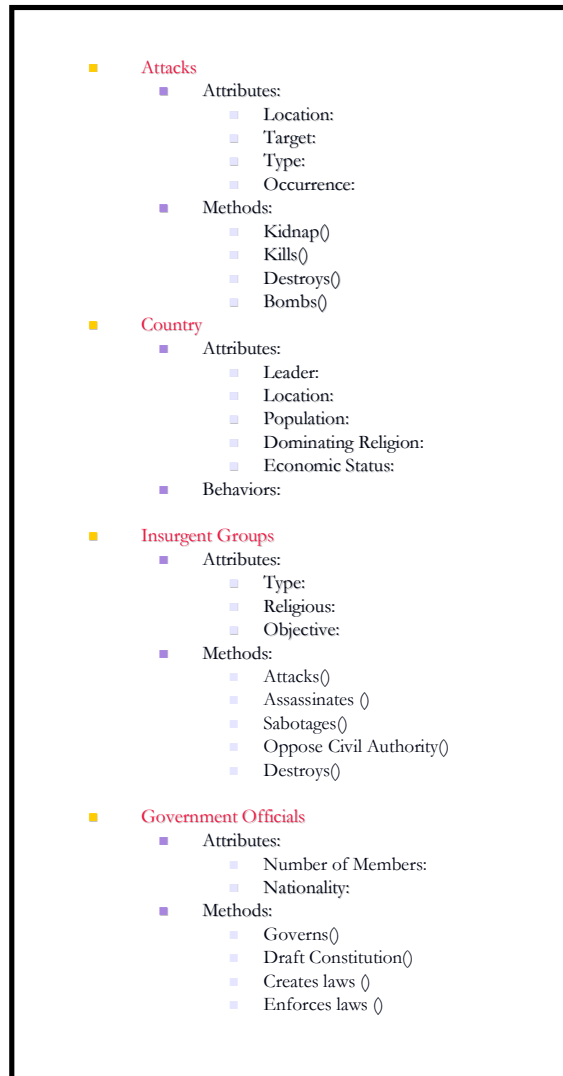 Attacks
Attributes:
Location:
Target:
Type:
Occurrence:
Methods:
Kidnap()
Kills()
Destroys()
Bombs()
Country
Attributes:
Leader:
Location:
Population:
Dominating Religion:
Economic Status:
Behaviors:
Insurgent Groups
Attributes:
Type:
Religious:
Objective:
Methods:
Attacks()
Assassinates ()
Sabotages()
Oppose Civil Authority()
Destroys()
Government Officials
Attributes:
Number of Members:
Nationality:
Methods:
Governs()
Draft Constitution()
Creates laws ()
Enforces laws ()